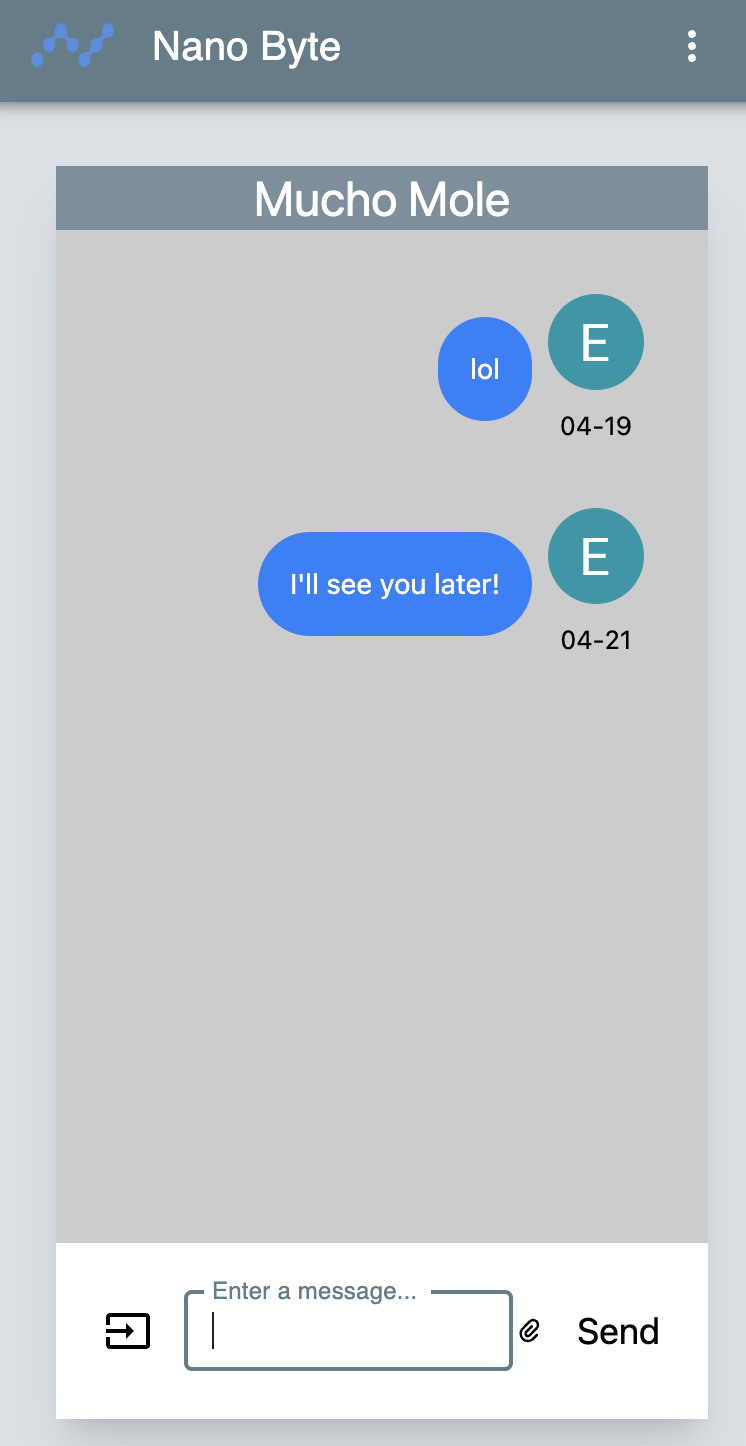 Nano Byte
Mucho Mole
lol
E
04-19
I'll see you later!
E
04-21
Enter a message...
Send